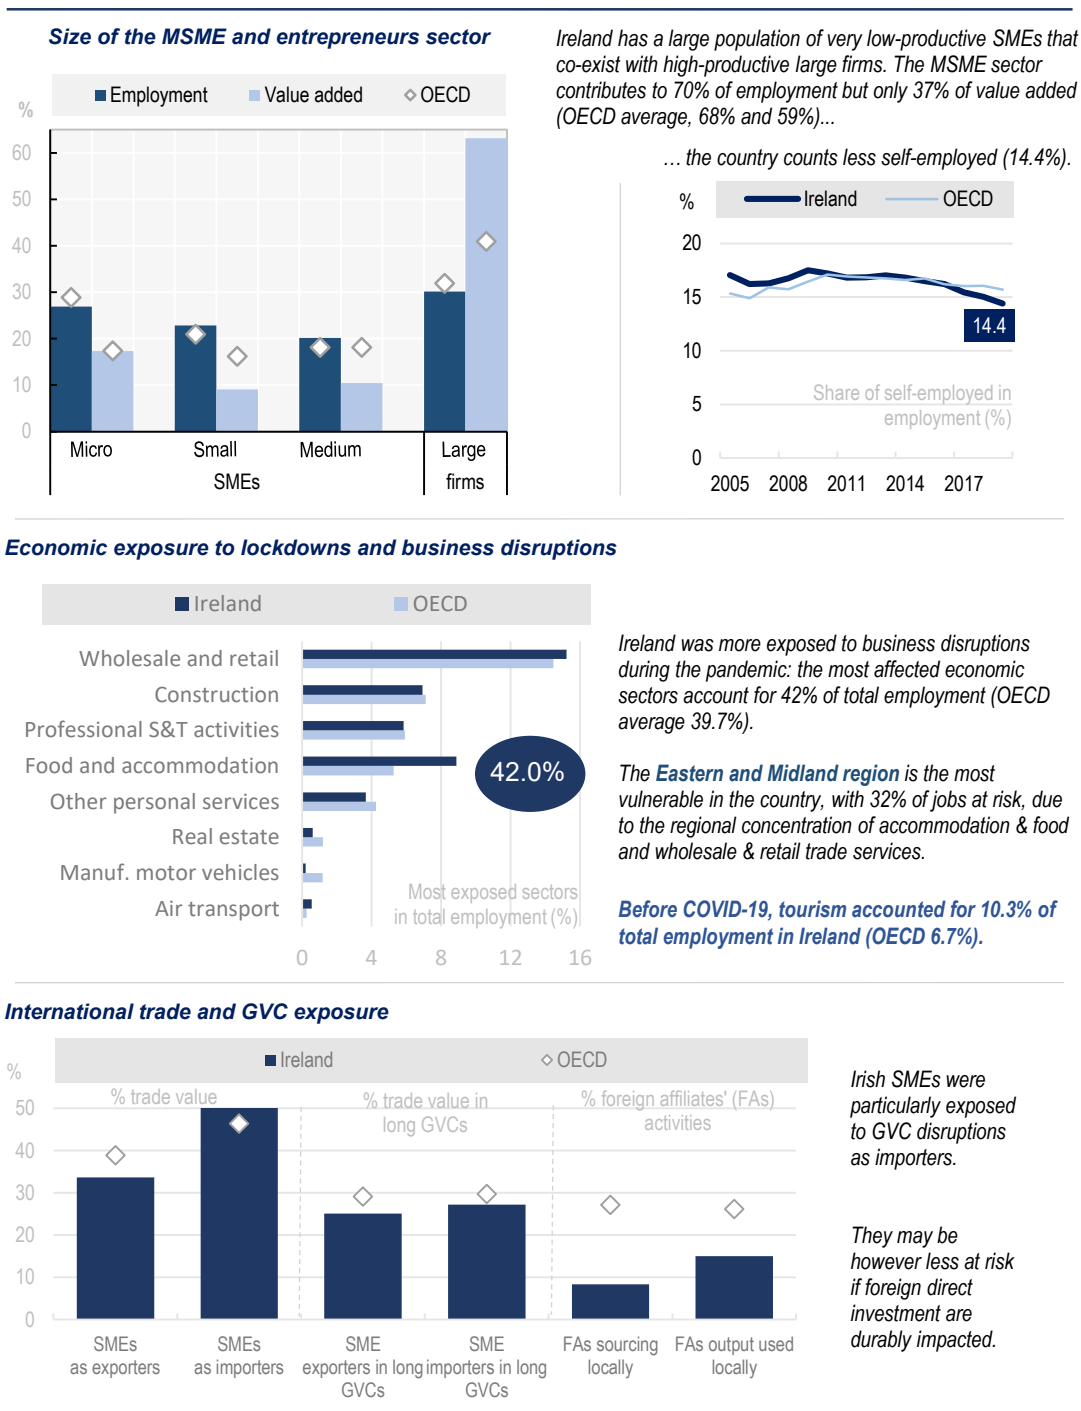 Size of the MSME and entrepreneurs sector
Employment Value added OECD
%
60
50
40
30
20
10
0
Micro Small Medium Large
SMEs firms
Ireland has a large population of very low-productive SMEs that
co-exist with high-productive large firms. The MSME sector
contributes to 70% of employment but only 37% of value added
(OECD average, 68% and 59%)...
… the country counts less self-employed (14.4%).
% Ireland OECD
20
15
14.4
10
Share of self-employed in
5
employment (%)
0
2005 2008 2011 2014 2017
Economic exposure to lockdowns and business disruptions
Ireland OECD
Wholesale and retail
Construction
Professional S&T activities
Food and accommodation
Other personal services
Real estate
Manuf. motor vehicles
Air transport
42.0%
Most exposed sectors
in total employment (%)
0 4 8 12 16
Ireland was more exposed to business disruptions
during the pandemic: the most affected economic
sectors account for 42% of total employment (OECD
average 39.7%).
The Eastern and Midland region is the most
vulnerable in the country, with 32% of jobs at risk, due
to the regional concentration of accommodation & food
and wholesale & retail trade services.
Before COVID-19, tourism accounted for 10.3% of
total employment in Ireland (OECD 6.7%).
International trade and GVC exposure
Ireland OECD
%
% trade value
% trade value in
long GVCs
% foreign affiliates' (FAs)
activities
50
40
30
20
10
0
SMEs
as exporters
SMEs
as importers
SME
exporters in long
GVCs
SME
importers in long
GVCs
FAs sourcing
locally
FAs output used
locally
Irish SMEs were
particularly exposed
to GVC disruptions
as importers.
They may be
however less at risk
if foreign direct
investment are
durably impacted.